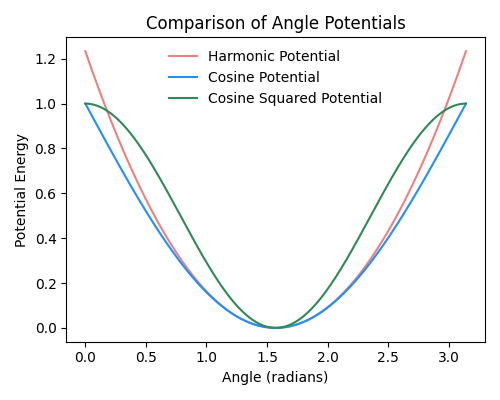 Comparison of Angle Potentials
Harmonic Potential
Cosine Potential
Cosine Squared Potential
Potential Energy
1.2
1.0
0.8
0.6
0.4
0.2
0.0
0.0 0.5 1.0 1.5 2.0 2.5 3.0
Angle (radians)